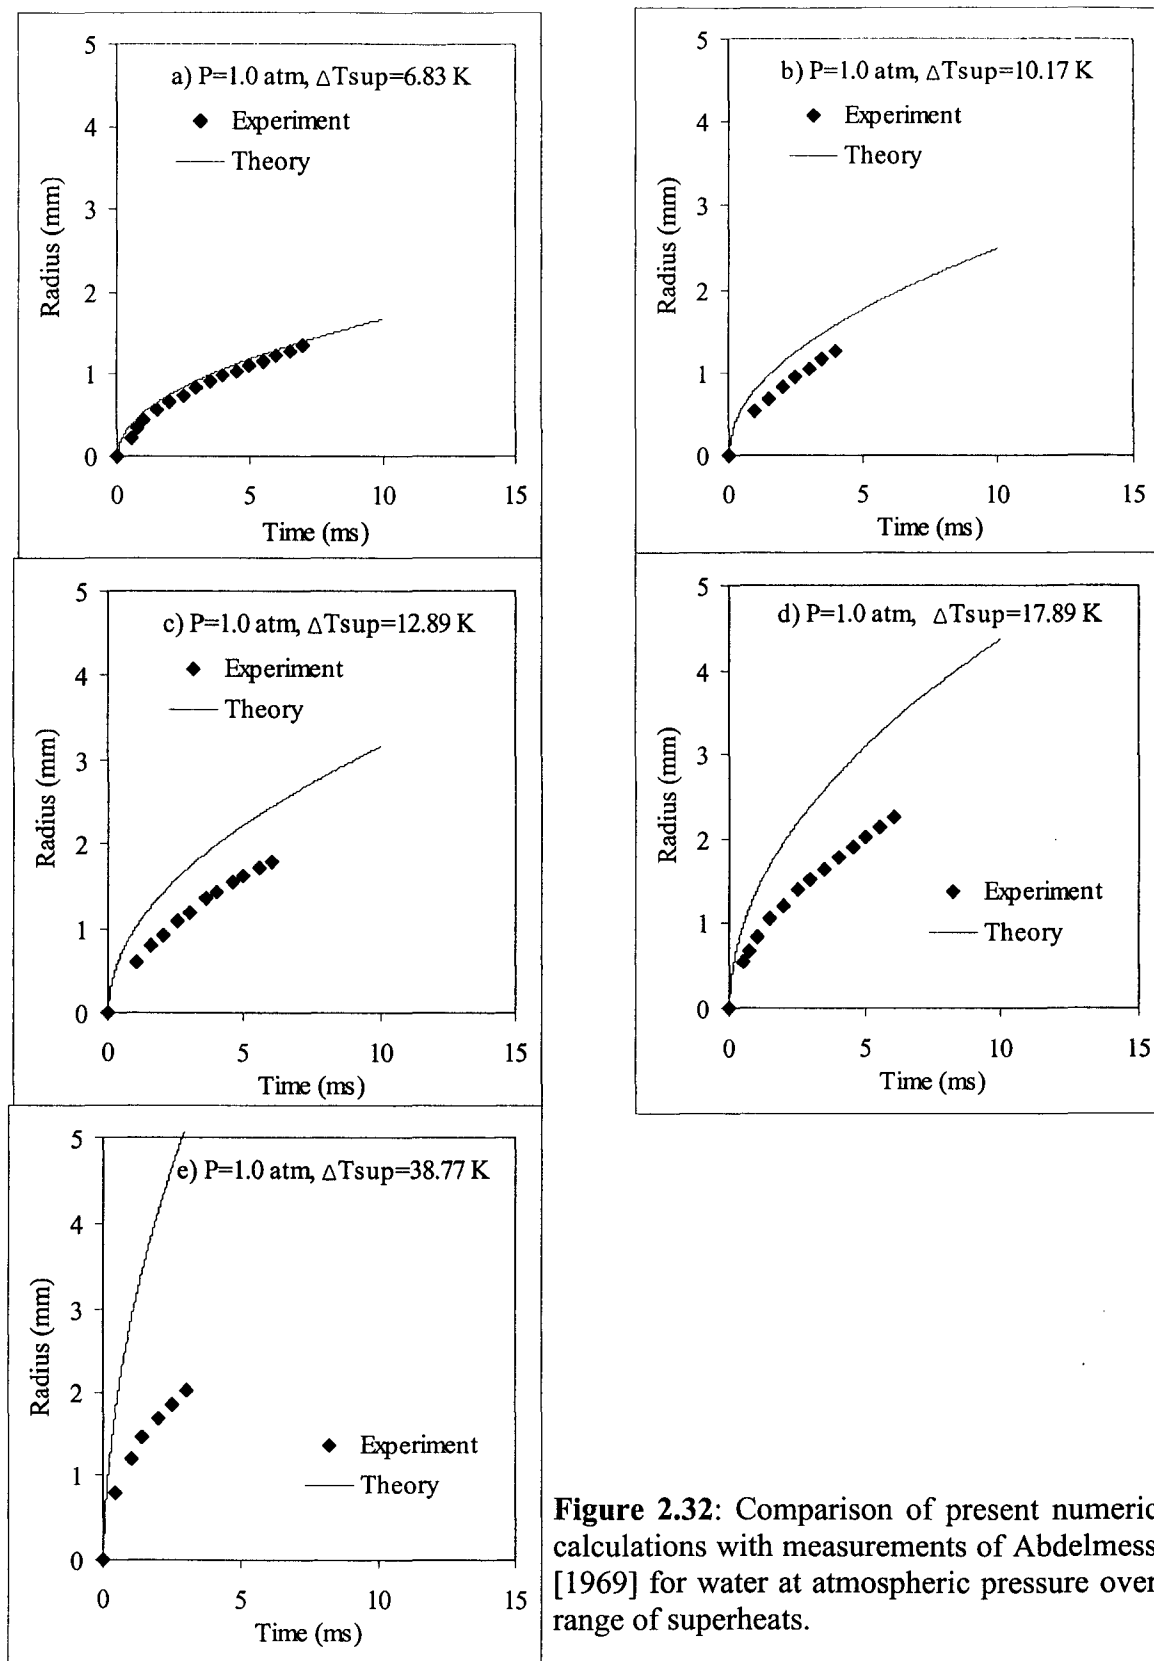 a) P=1.0 atm, △Tsup=6.83 K
Experiment
Theory
5
4
3
2
1
0
Radius (mm)
0 5 10 15
Time (ms)
b) P=1.0 atm, △Tsup=10.17 K
Experiment
Theory
5
4
3
2
1
0
Radius (mm)
0 5 10 15
Time (ms)
c) P=1.0 atm, △Tsup=12.89 K
Experiment
Theory
5
4
3
2
1
0
Radius (mm)
0 5 10 15
Time (ms)
d) P=1.0 atm, △Tsup=17.89 K
Experiment
Theory
5
4
3
2
1
0
Radius (mm)
0 5 10 15
Time (ms)
e) P=1.0 atm, △Tsup=38.77 K
Experiment
Theory
5
4
3
2
1
0
Radius (mm)
0 5 10 15
Time (ms)
Figure 2.32: Comparison of present numeric
calculations with measurements of Abdelmess
[1969] for water at atmospheric pressure over
range of superheats.